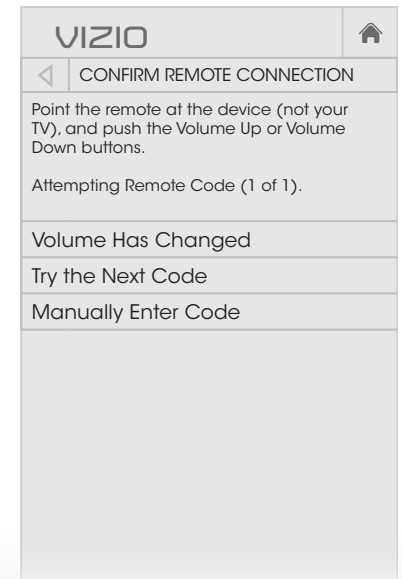 VIZIO
CONFIRM REMOTE CONNECTION
Point the remote at the device (not your
TV), and push the Volume Up or Volume
Down buttons.
Attempting Remote Code (1 of 1).
Volume Has Changed
Try the Next Code
Manually Enter Code